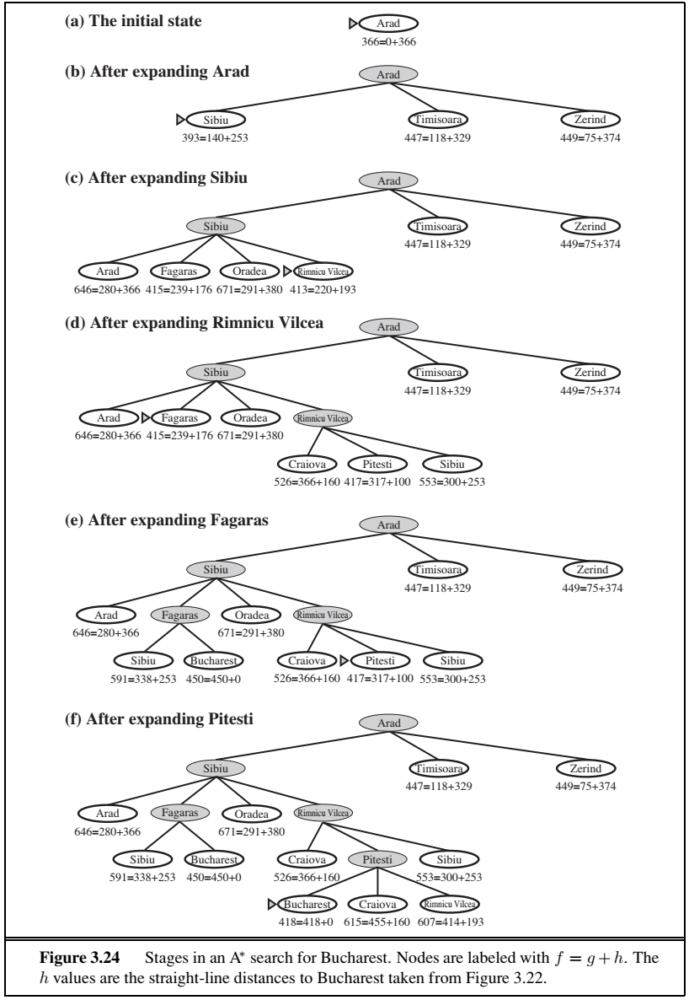 (a) The initial state
Arad
366=0+366
(b) After expanding Arad
Arad
Sibiu Timisoara Zerind
393=140+253 447=118+329 449=75+374
(c) After expanding Sibiu
Arad
Sibiu Timisoara Zerind
447=118+329 449=75+374
Arad Fagaras Oradea Rimnicu Vilcea
646=280+366 415=239+176 671=291+380 413=220+193
(d) After expanding Rimnicu Vilcea
Arad
Sibiu Timisoara Zerind
447=118+329 449=75+374
Arad Fagaras Oradea Rimnicu Vilcea
646=280+366 415=239+176 671=291+380
Craiova Pitesti Sibiu
526=366+160 417=317+100 553=300+253
(e) After expanding Fagaras
Arad
Sibiu Timisoara Zerind
447=118+329 449=75+374
Arad Fagaras Oradea Rimnicu Vilcea
646=280+366 671=291+380
Sibiu Bucharest Craiova Pitesti Sibiu
591=338+253 450=450+0 526=366+160 417=317+100 553=300+253
(f) After expanding Pitesti
Arad
Sibiu Timisoara Zerind
447=118+329 449=75+374
Arad Fagaras Oradea Rimnicu Vilcea
646=280+366 671=291+380
Sibiu Bucharest Craiova Pitesti Sibiu
591=338+253 450=450+0 526=366+160 553=300+253
Bucharest Craiova Rimnicu Vilcea
418=418+0 615=455+160 607=414+193
Figure 3.24 Stages in an A* search for Bucharest. Nodes are labeled with f = g + h. The
h values are the straight-line distances to Bucharest taken from Figure 3.22.